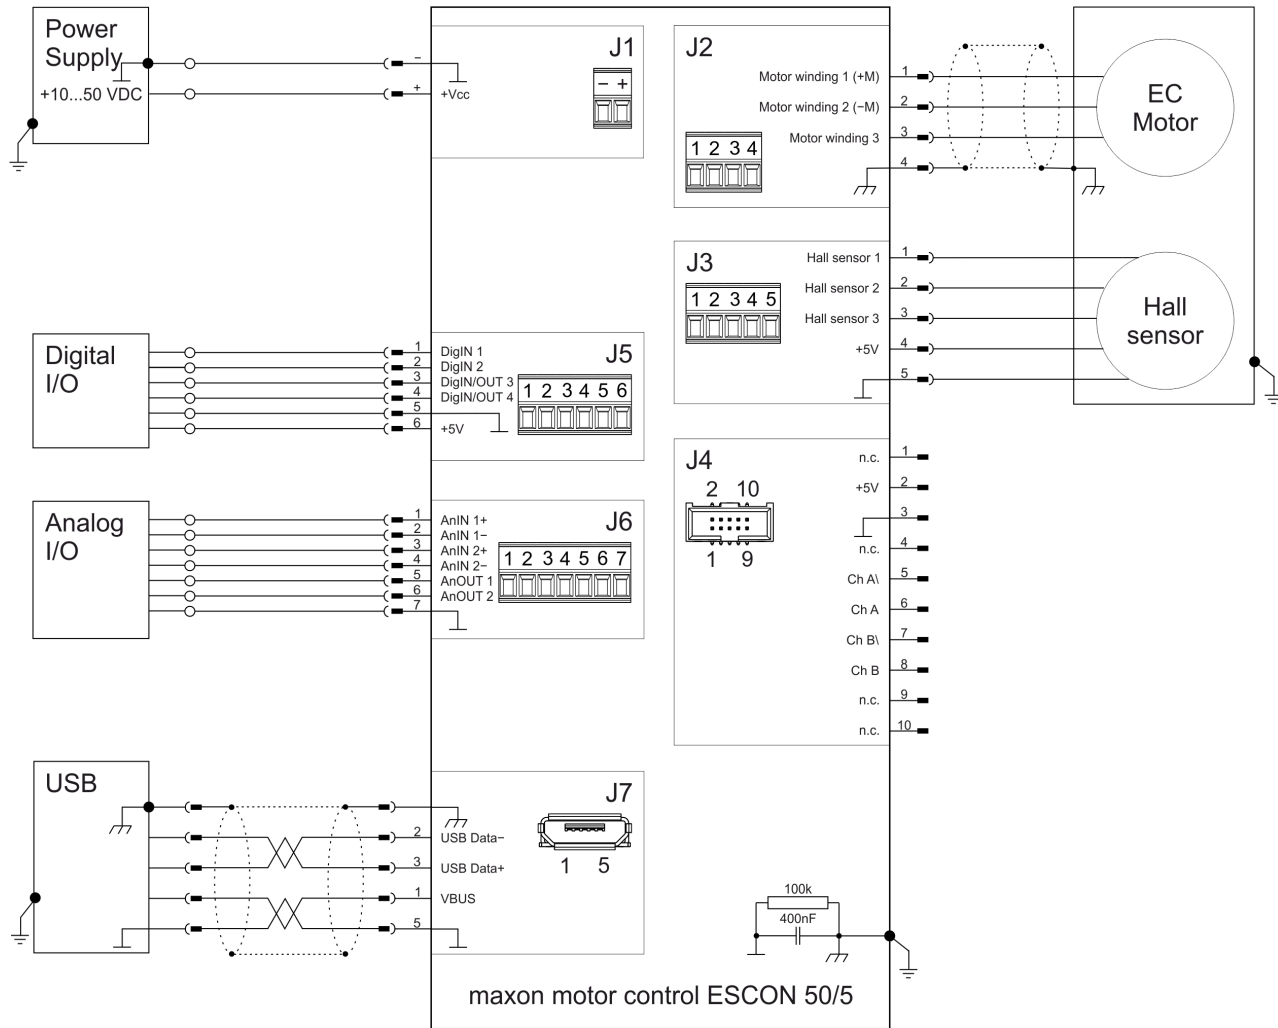 Power
Supply
+10...50 VDC
−
+
+Vcc
J1
− +
J2
Motor winding 1 (+M)
1
Motor winding 2 (−M)
2
Motor winding 3
3
4
1 2 3 4
EC
Motor
J3
Hall sensor 1
1
Hall sensor 2
2
Hall sensor 3
3
+5V
4
5
1 2 3 4 5
Hall
sensor
Digital
I/O
1
DigIN 1
2
DigIN 2
3
DigIN/OUT 3
4
DigIN/OUT 4
5
6
+5V
J5
1 2 3 4 5 6
J4
2 10
1 9
n.c.
1
+5V
2
3
n.c.
4
Ch A\
5
Ch A
6
Ch B\
7
Ch B
8
n.c.
9
n.c.
10
Analog
I/O
1
AnIN 1+
2
AnIN 1−
3
AnIN 2+
4
AnIN 2−
5
AnOUT 1
6
AnOUT 2
7
J6
1 2 3 4 5 6 7
USB
2
USB Data−
3
USB Data+
1
VBUS
5
J7
1 5
100k
400nF
maxon motor control ESCON 50/5